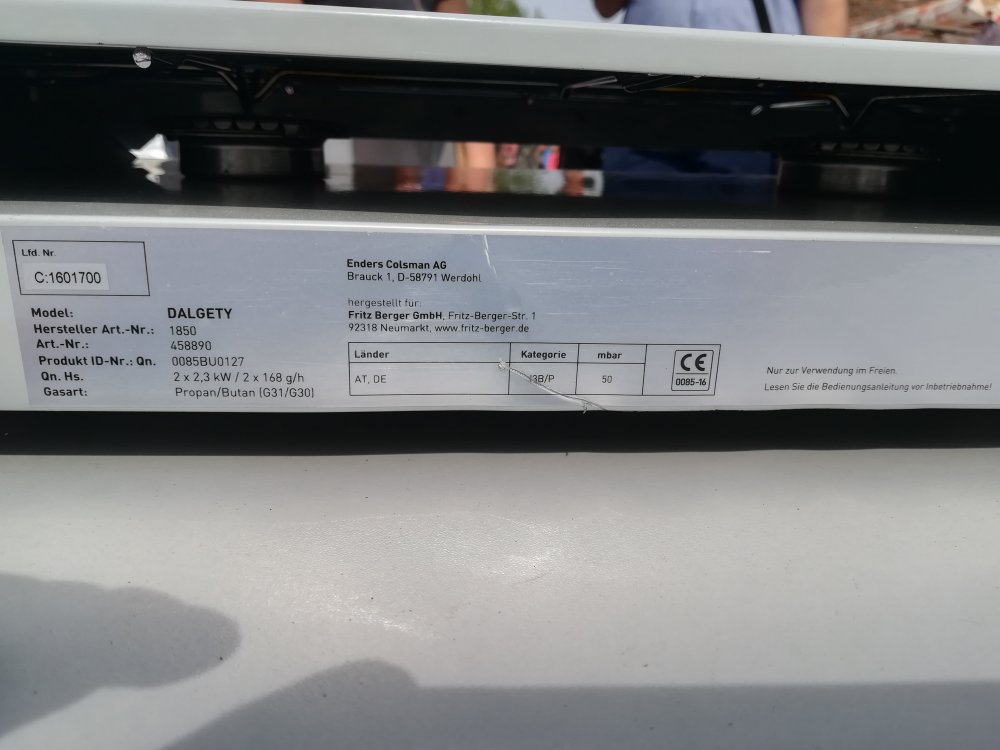 Lfd. Nr.
C:1601700
Model: DALGETY
Hersteller Art.-Nr.: 1850
Art.-Nr.: 458890
Produkt ID-Nr.: Qn. 0085BU0127
Qn. Hs. 2 x 2,3 kW / 2 x 168 g/h
Gasart: Propan/Butan (G31/G30)
Enders Colsman AG
Brauck 1, D-58791 Werdohl
hergestellt für:
Fritz Berger GmbH, Fritz-Berger-Str. 1
92318 Neumarkt, www.fritz-berger.de
Länder Kategorie mbar
AT, DE 50
CE
0085-16
Nur zur Verwendung im Freien.
Lesen Sie die Bedienungsanleitung vor Inbetriebnahme!